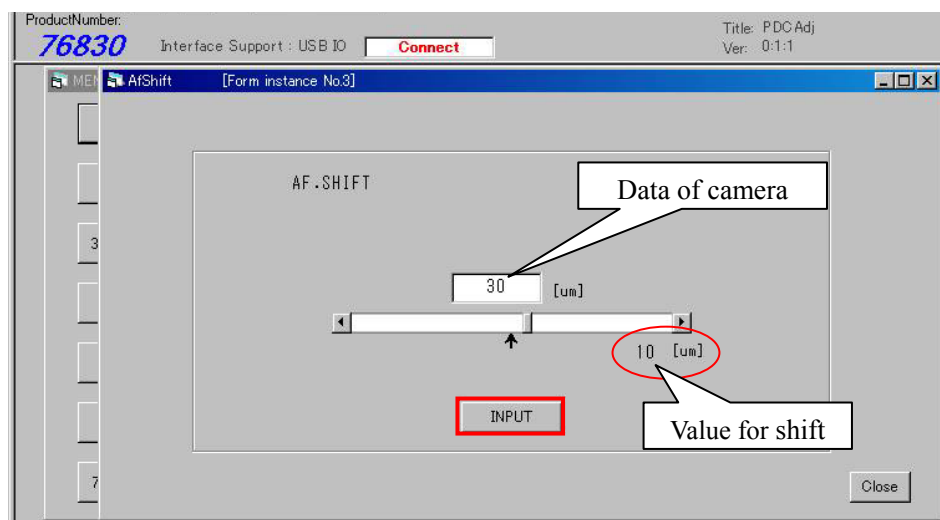 ProductNumber:
76830 Interface Support : USB IO Connect
Title: PDC Adj
Ver: 0:1:1
MEN
AfShift [Form instance No.3]
AF.SHIFT
Data of camera
3
30 [um]
10 [um]
INPUT
Value for shift
7
Close